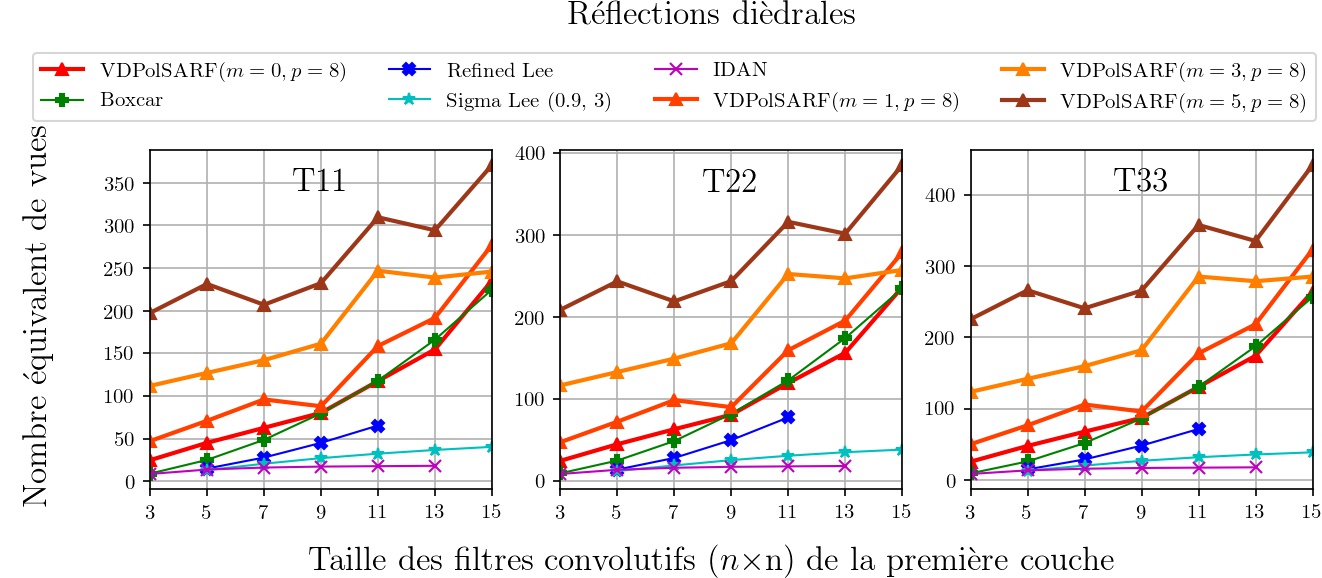 Réflections dièdrales
VDPolSARF(m = 0, p = 8) Refined Lee IDAN VDPolSARF(m = 3, p = 8)
Boxcar Sigma Lee (0.9, 3) VDPolSARF(m = 1, p = 8) VDPolSARF(m = 5, p = 8)
Nombre équivalent de vues
T11
350
300
250
200
150
100
50
0
3 5 7 9 11 13 15
T22
400
300
200
100
0
3 5 7 9 11 13 15
T33
400
300
200
100
0
3 5 7 9 11 13 15
Taille des filtres convolutifs (n×n) de la première couche